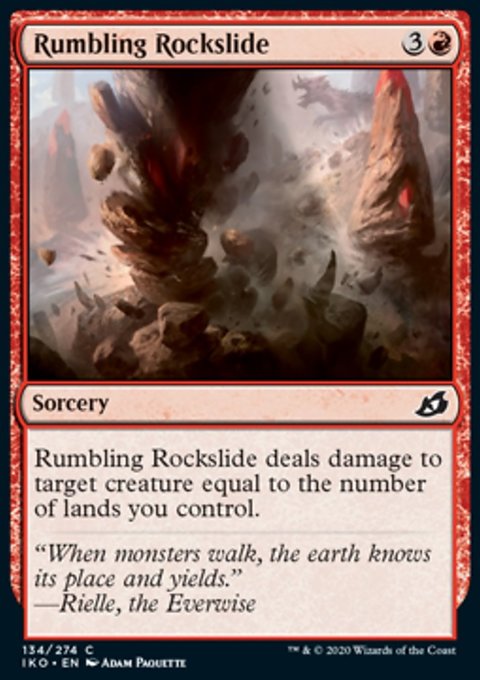 Rumbling Rockslide 3
Sorcery
Rumbling Rockslide deals damage to
target creature equal to the number
of lands you control.
“When monsters walk, the earth knows
its place and yields.”
—Rielle, the Everwise
134/274 C
IKO • EN Adam Paquette
™ & © 2020 Wizards of the Coast